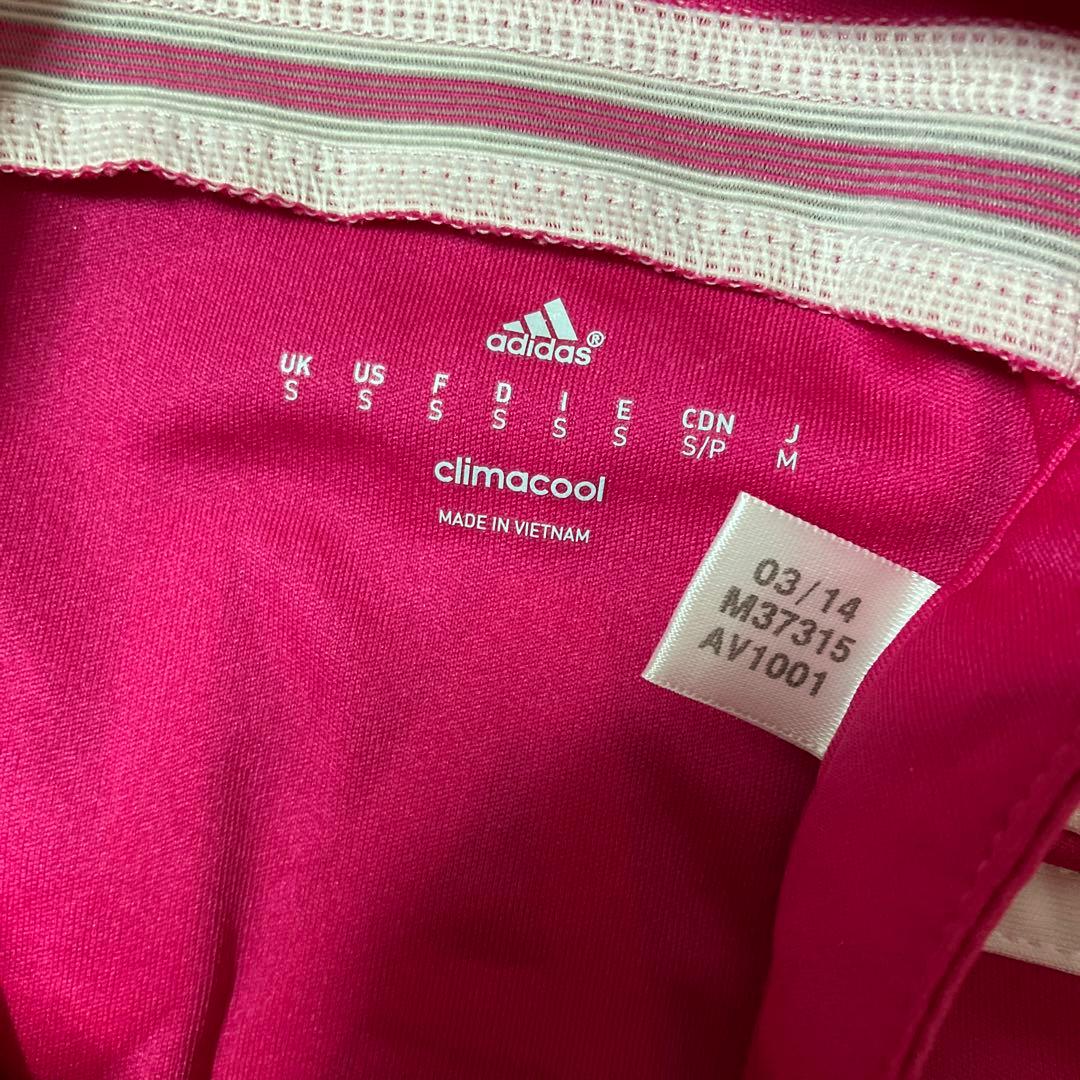 adidas®
UK US F D I E CDN J
S S S S S S S/P M
climacool
MADE IN VIETNAM
03/14
M37315
AV1001